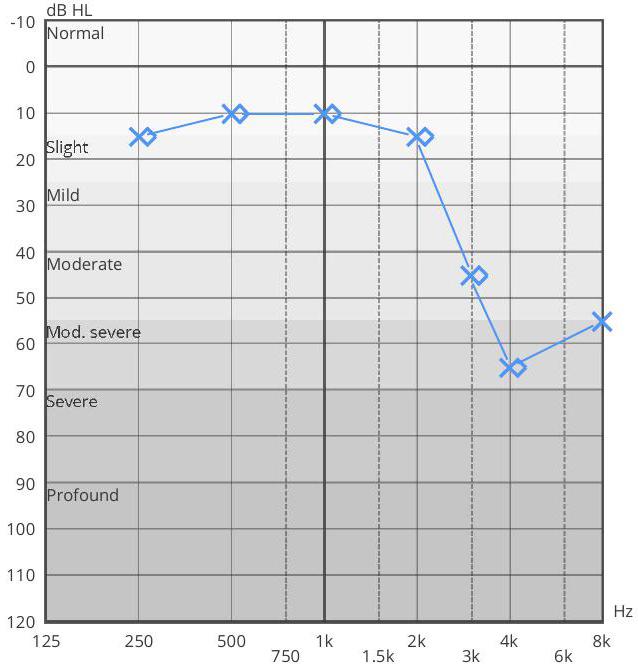 dB HL
-10
Normal
0
10
Slight
20
Mild
30
40
Moderate
50
Mod. severe
60
70
Severe
80
90
Profound
100
110
120
Hz
125 250 500 1k 2k 4k 8k
750 1.5k 3k 6k